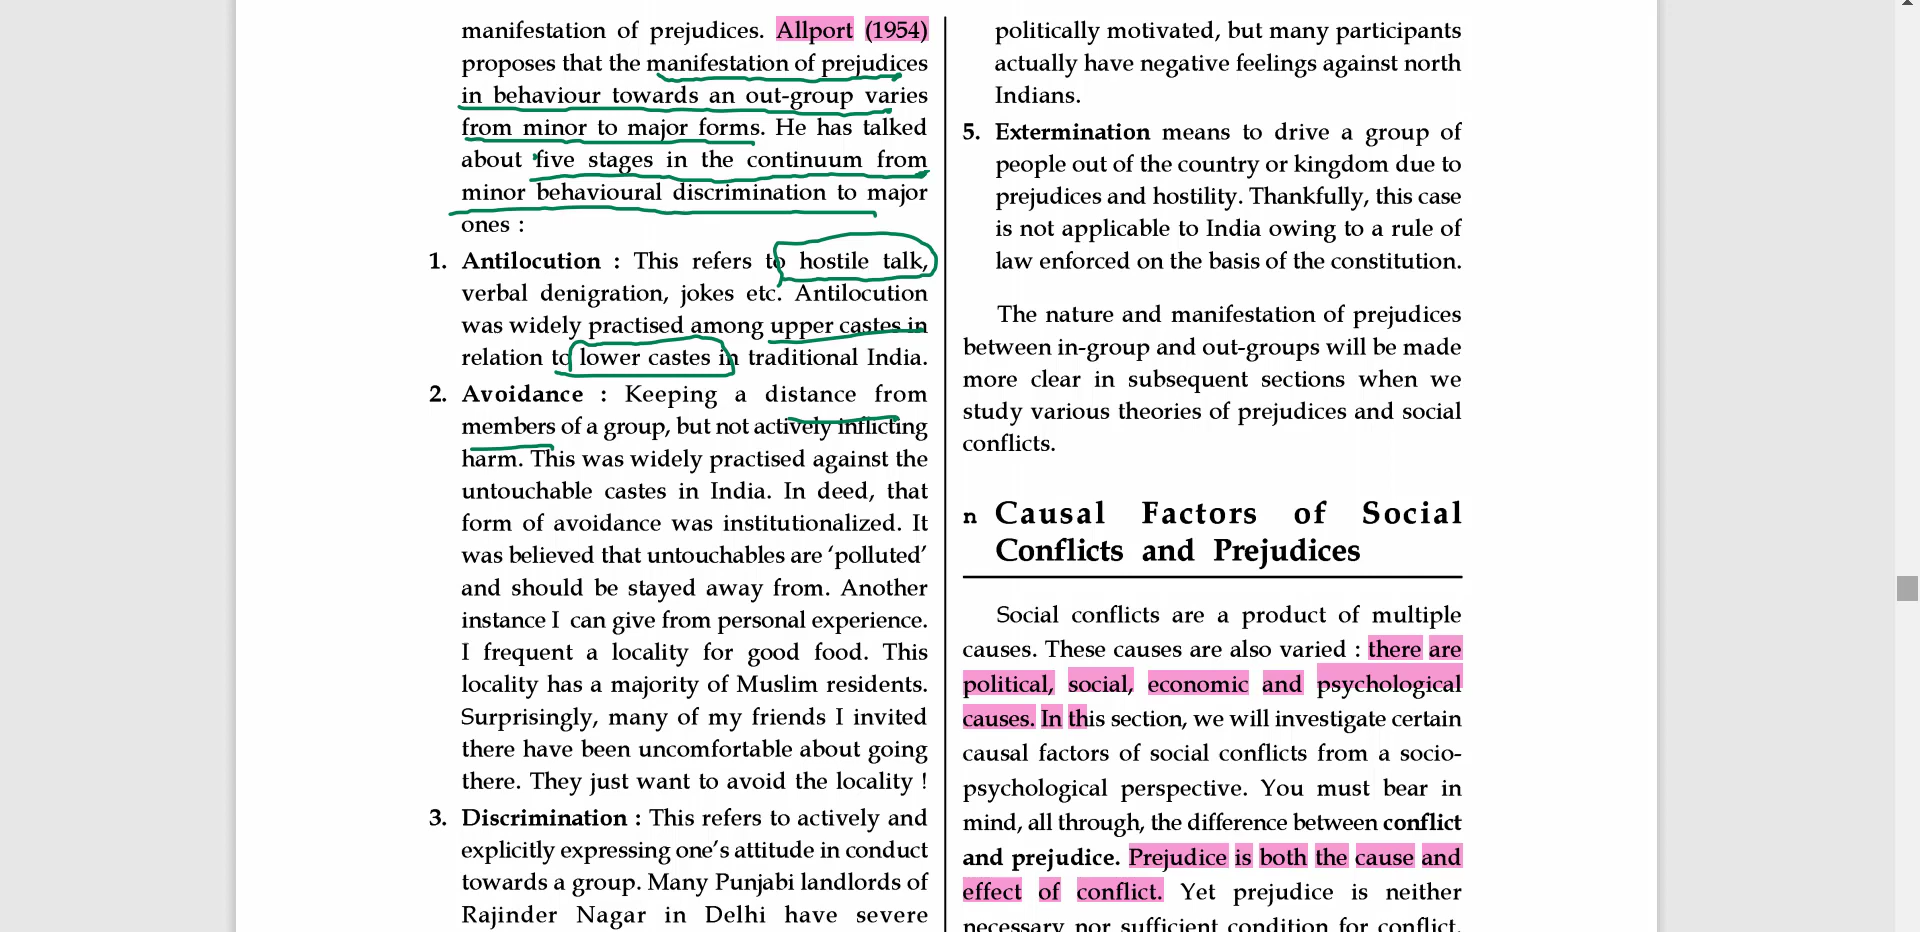 manifestation of prejudices. Allport (1954)
proposes that the manifestation of prejudices
in behaviour towards an out-group varies
from minor to major forms. He has talked
about five stages in the continuum from
minor behavioural discrimination to major
ones :
1. Antilocution : This refers to hostile talk,
verbal denigration, jokes etc. Antilocution
was widely practised among upper castes in
relation to lower castes in traditional India.
2. Avoidance : Keeping a distance from
members of a group, but not actively inflicting
harm. This was widely practised against the
untouchable castes in India. In deed, that
form of avoidance was institutionalized. It
was believed that untouchables are ‘polluted’
and should be stayed away from. Another
instance I can give from personal experience.
I frequent a locality for good food. This
locality has a majority of Muslim residents.
Surprisingly, many of my friends I invited
there have been uncomfortable about going
there. They just want to avoid the locality !
3. Discrimination : This refers to actively and
explicitly expressing one’s attitude in conduct
towards a group. Many Punjabi landlords of
Rajinder Nagar in Delhi have severe
politically motivated, but many participants
actually have negative feelings against north
Indians.
5. Extermination means to drive a group of
people out of the country or kingdom due to
prejudices and hostility. Thankfully, this case
is not applicable to India owing to a rule of
law enforced on the basis of the constitution.
The nature and manifestation of prejudices
between in-group and out-groups will be made
more clear in subsequent sections when we
study various theories of prejudices and social
conflicts.
n Causal Factors of Social
Conflicts and Prejudices
Social conflicts are a product of multiple
causes. These causes are also varied : there are
political, social, economic and psychological
causes. In this section, we will investigate certain
causal factors of social conflicts from a socio-
psychological perspective. You must bear in
mind, all through, the difference between conflict
and prejudice. Prejudice is both the cause and
effect of conflict. Yet prejudice is neither
necessary nor sufficient condition for conflict.